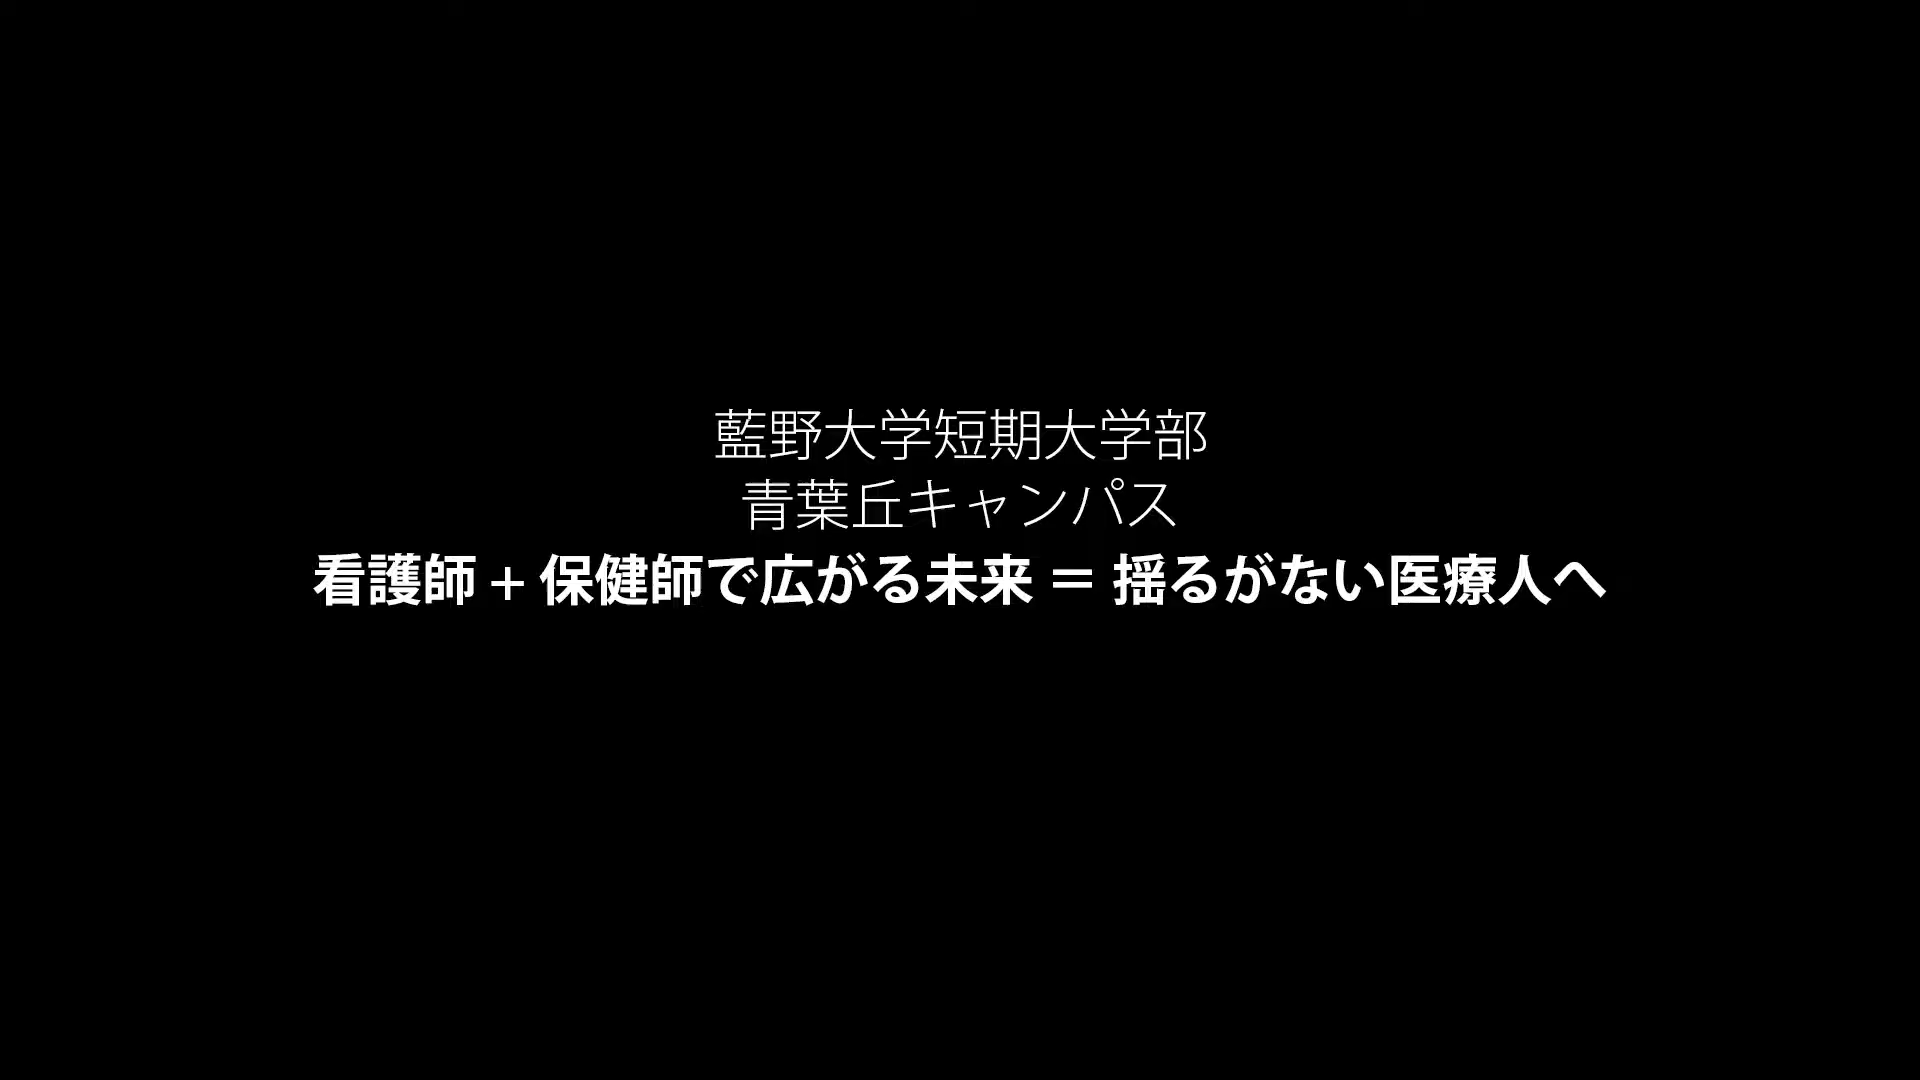 藍野大学短期大学部
青葉丘キャンパス
看護師 + 保健師で広がる未来 ＝ 揺るがない医療人へ